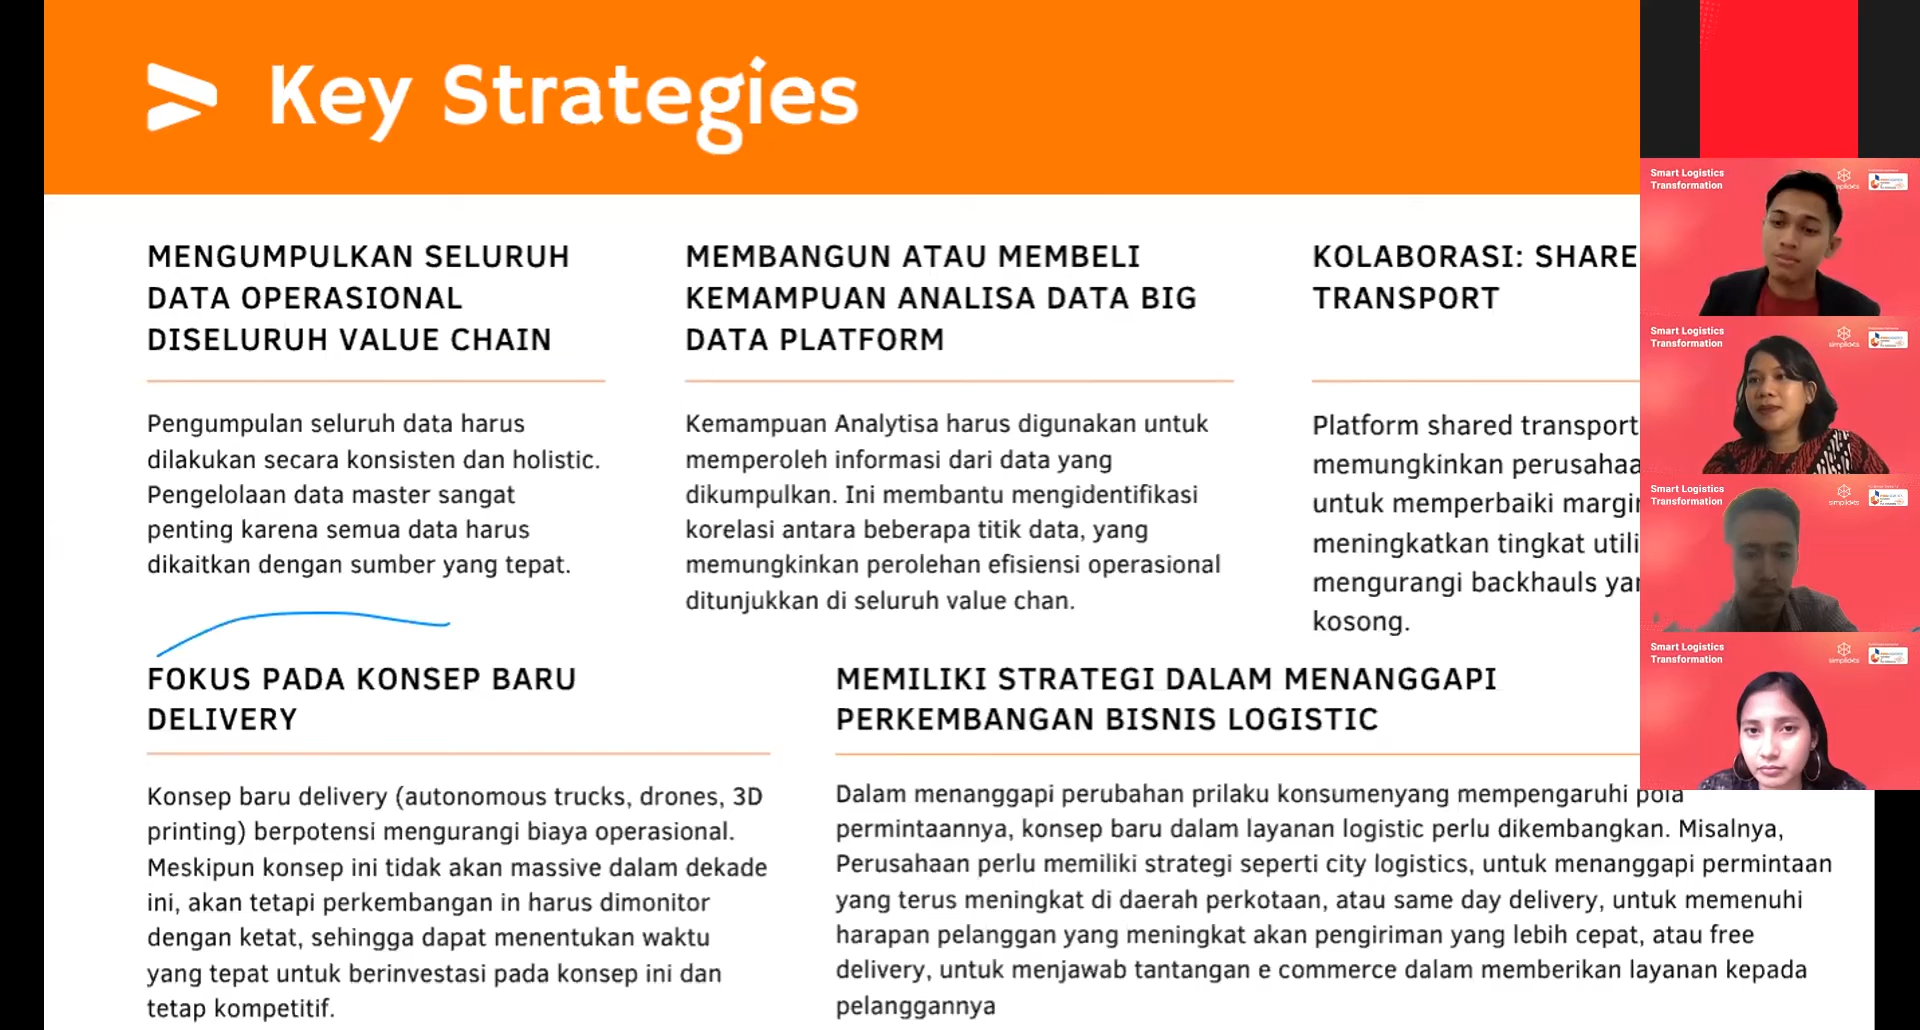 Key Strategies
MENGUMPULKAN SELURUH
DATA OPERASIONAL
DISELURUH VALUE CHAIN
Pengumpulan seluruh data harus
dilakukan secara konsisten dan holistic.
Pengelolaan data master sangat
penting karena semua data harus
dikaitkan dengan sumber yang tepat.
MEMBANGUN ATAU MEMBELI
KEMAMPUAN ANALISA DATA BIG
DATA PLATFORM
Kemampuan Analytisa harus digunakan untuk
memperoleh informasi dari data yang
dikumpulkan. Ini membantu mengidentifikasi
korelasi antara beberapa titik data, yang
memungkinkan perolehan efisiensi operasional
ditunjukkan di seluruh value chan.
KOLABORASI: SHARE
TRANSPORT
Platform shared transport
memungkinkan
untuk memperbaiki
meningkatkan tingkat
mengurangi backhauls
kosong.
FOKUS PADA KONSEP BARU
DELIVERY
Konsep baru delivery (autonomous trucks, drones, 3D
printing) berpotensi mengurangi biaya operasional.
Meskipun konsep ini tidak akan massive dalam dekade
ini, akan tetapi perkembangan in harus dimonitor
dengan ketat, sehingga dapat menentukan waktu
yang tepat untuk berinvestasi pada konsep ini dan
tetap kompetitif.
MEMILIKI STRATEGI DALAM MENANGGAPI
PERKEMBANGAN BISNIS LOGISTIC
Dalam menanggapi perubahan prilaku konsumenyang mempengaruhi pola
permintaannya, konsep baru dalam layanan logistic perlu dikembangkan. Misalnya,
Perusahaan perlu memiliki strategi seperti city logistics, untuk menanggapi permintaan
yang terus meningkat di daerah perkotaan, atau same day delivery, untuk memenuhi
harapan pelanggan yang meningkat akan pengiriman yang lebih cepat, atau free
delivery, untuk menjawab tantangan e commerce dalam memberikan layanan kepada
pelanggannya
Smart Logistics
Transformation
Smart Logistics
Transformation
Smart Logistics
Transformation
Smart Logistics
Transformation